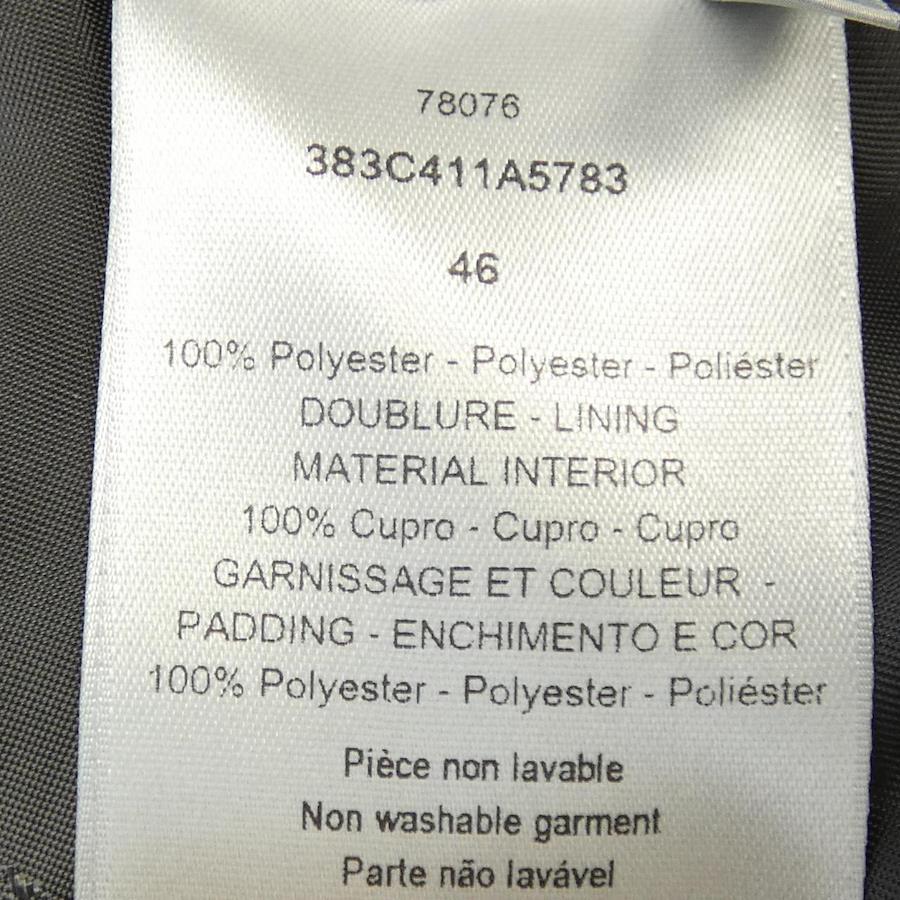 78076
383C411A5783
46
100% Polyester - Polyester - Poliéster
DOUBLURE - LINING
MATERIAL INTERIOR
100% Cupro - Cupro - Cupro
GARNISSAGE ET COULEUR -
PADDING - ENCHIMENTO E COR
100% Polyester - Polyester - Poliéster
Pièce non lavable
Non washable garment
Parte não lavável